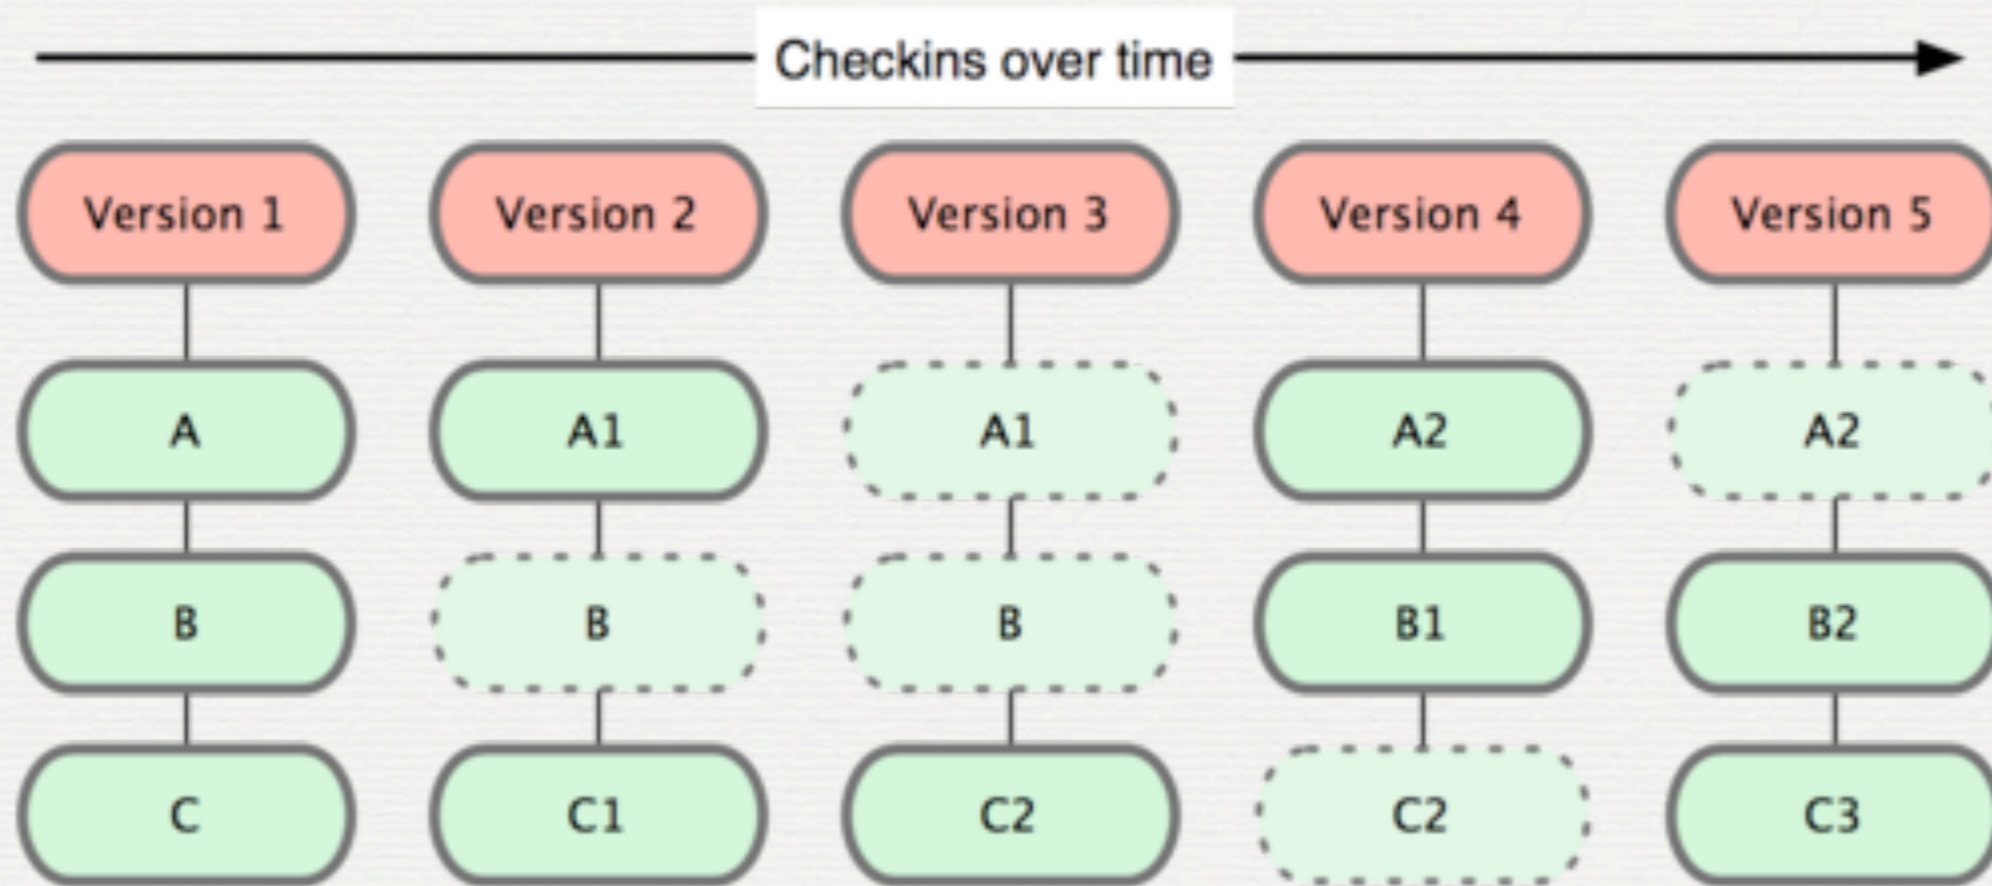 Checkins over time
Version 1 Version 2 Version 3 Version 4 Version 5
A A1 A1 A2 A2
B B B B1 B2
C C1 C2 C2 C3